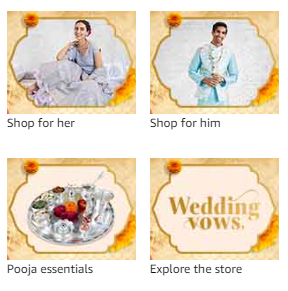 Shop for her
Shop for him
Pooja essentials
Wedding
vows.
Explore the store